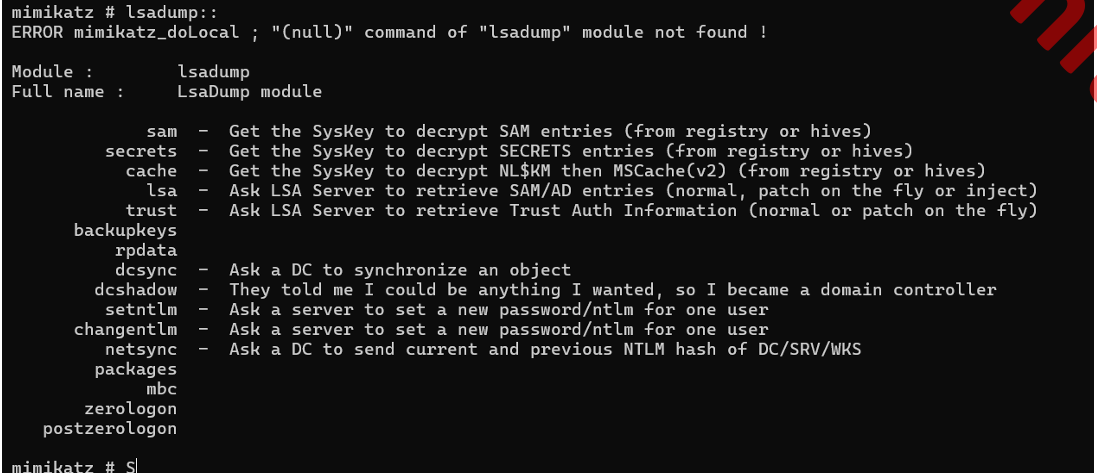 mimikatz # lsadump::
ERROR mimikatz_doLocal ; "(null)" command of "lsadump" module not found !
Module :        lsadump
Full name :     LsaDump module
sam  -  Get the SysKey to decrypt SAM entries (from registry or hives)
secrets  -  Get the SysKey to decrypt SECRETS entries (from registry or hives)
cache  -  Get the SysKey to decrypt NL$KM then MSCache(v2) (from registry or hives)
lsa  -  Ask LSA Server to retrieve SAM/AD entries (normal, patch on the fly or inject)
trust  -  Ask LSA Server to retrieve Trust Auth Information (normal or patch on the fly)
backupkeys
rpdata
dcsync  -  Ask a DC to synchronize an object
dcshadow  -  They told me I could be anything I wanted, so I became a domain controller
setntlm  -  Ask a server to set a new password/ntlm for one user
changentlm  -  Ask a server to set a new password/ntlm for one user
netsync  -  Ask a DC to send current and previous NTLM hash of DC/SRV/WKS
packages
mbc
zerologon
postzerologon
mimikatz # S